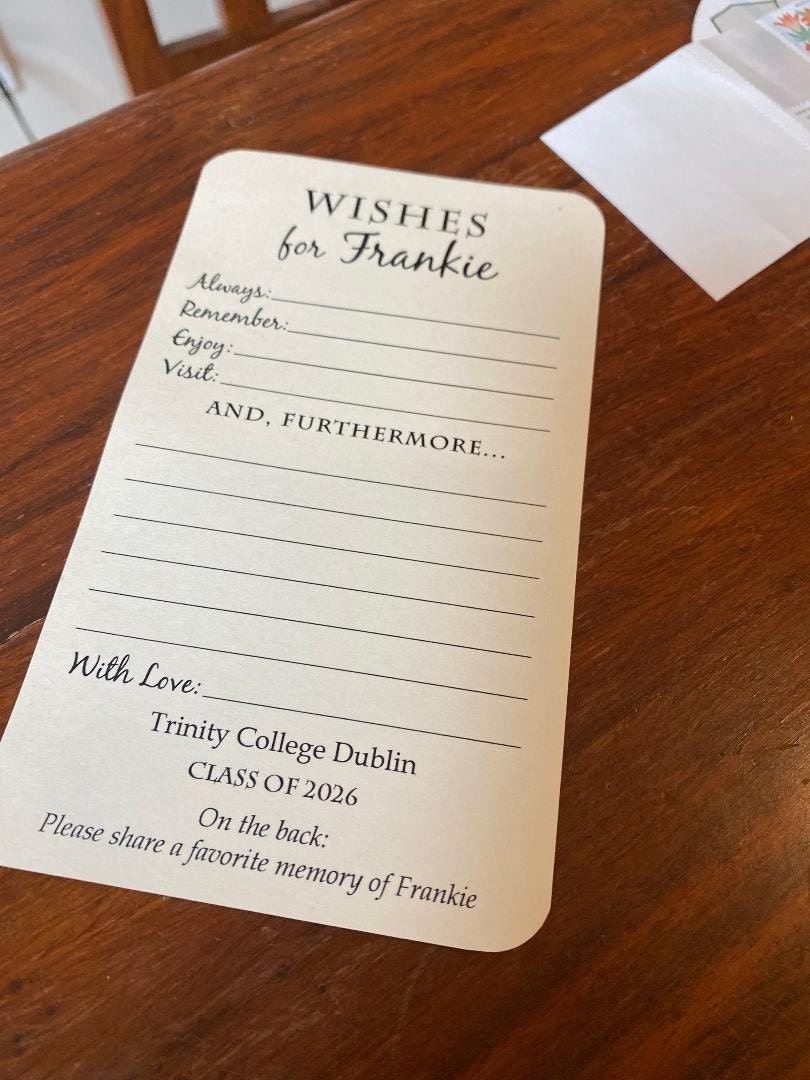 WISHES
for Frankie
Always:
Remember:
Enjoy:
Visit:
AND, FURTHERMORE...
With Love:
Trinity College Dublin
CLASS OF 2026
On the back:
Please share a favorite memory of Frankie